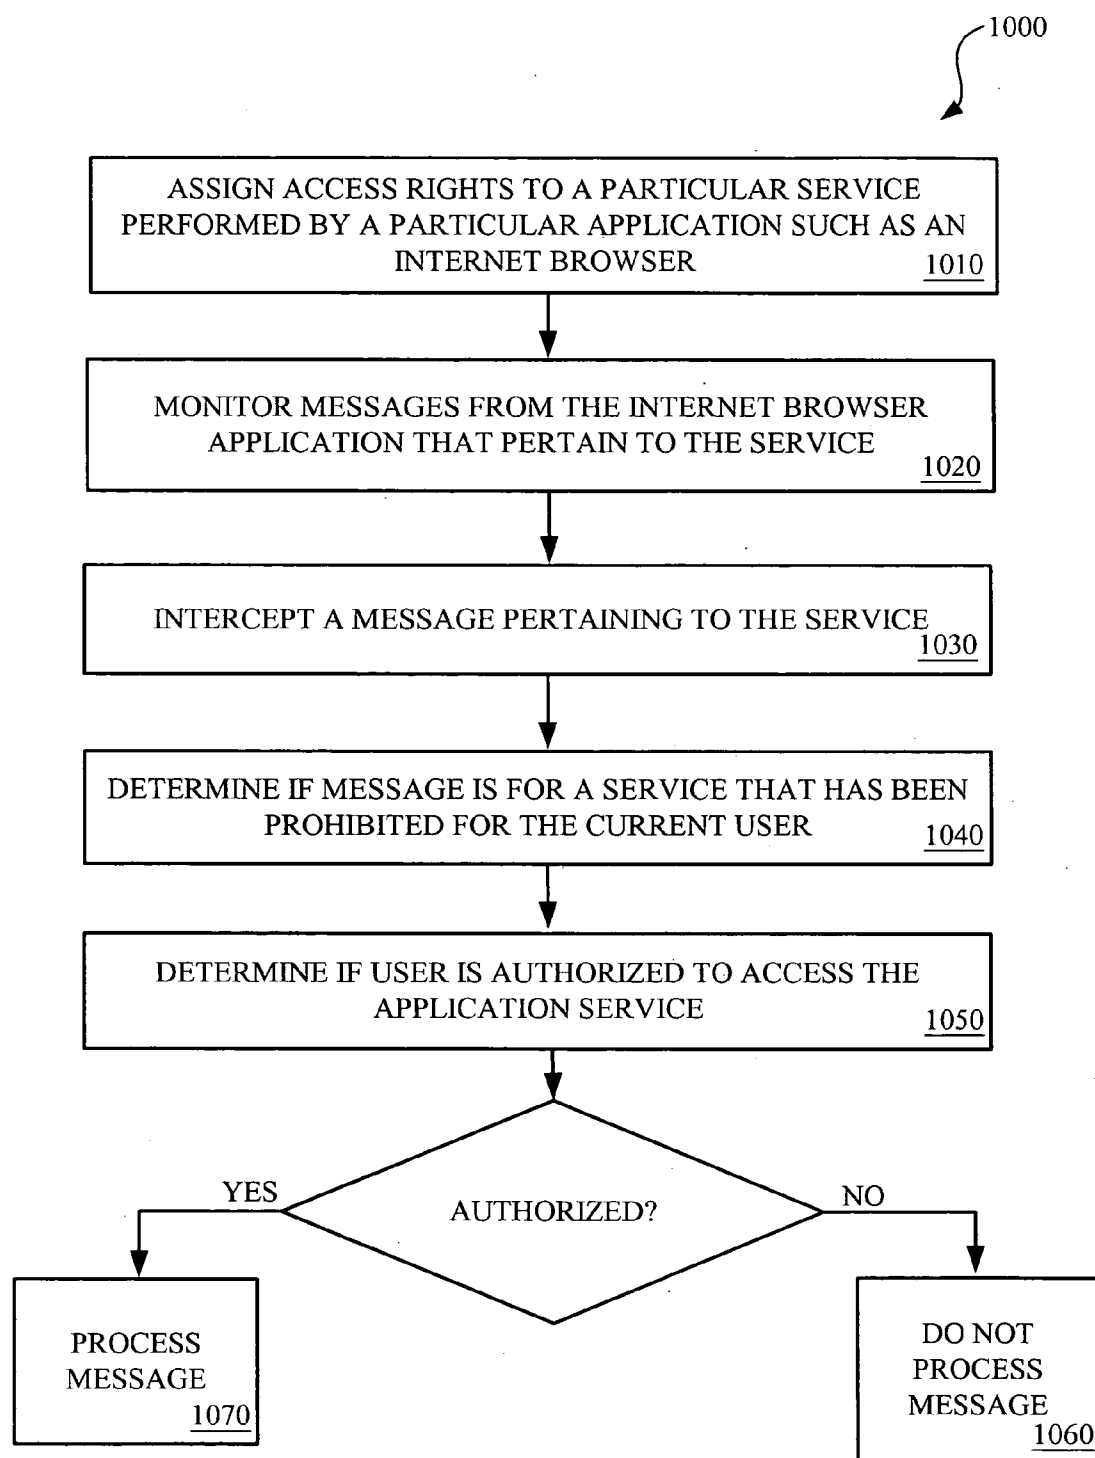 1000
ASSIGN ACCESS RIGHTS TO A PARTICULAR SERVICE
PERFORMED BY A PARTICULAR APPLICATION SUCH AS AN
INTERNET BROWSER
1010
MONITOR MESSAGES FROM THE INTERNET BROWSER
APPLICATION THAT PERTAIN TO THE SERVICE
1020
INTERCEPT A MESSAGE PERTAINING TO THE SERVICE
1030
DETERMINE IF MESSAGE IS FOR A SERVICE THAT HAS BEEN
PROHIBITED FOR THE CURRENT USER
1040
DETERMINE IF USER IS AUTHORIZED TO ACCESS THE
APPLICATION SERVICE
1050
YES
AUTHORIZED?
NO
PROCESS
MESSAGE
1070
DO NOT
PROCESS
MESSAGE
1060